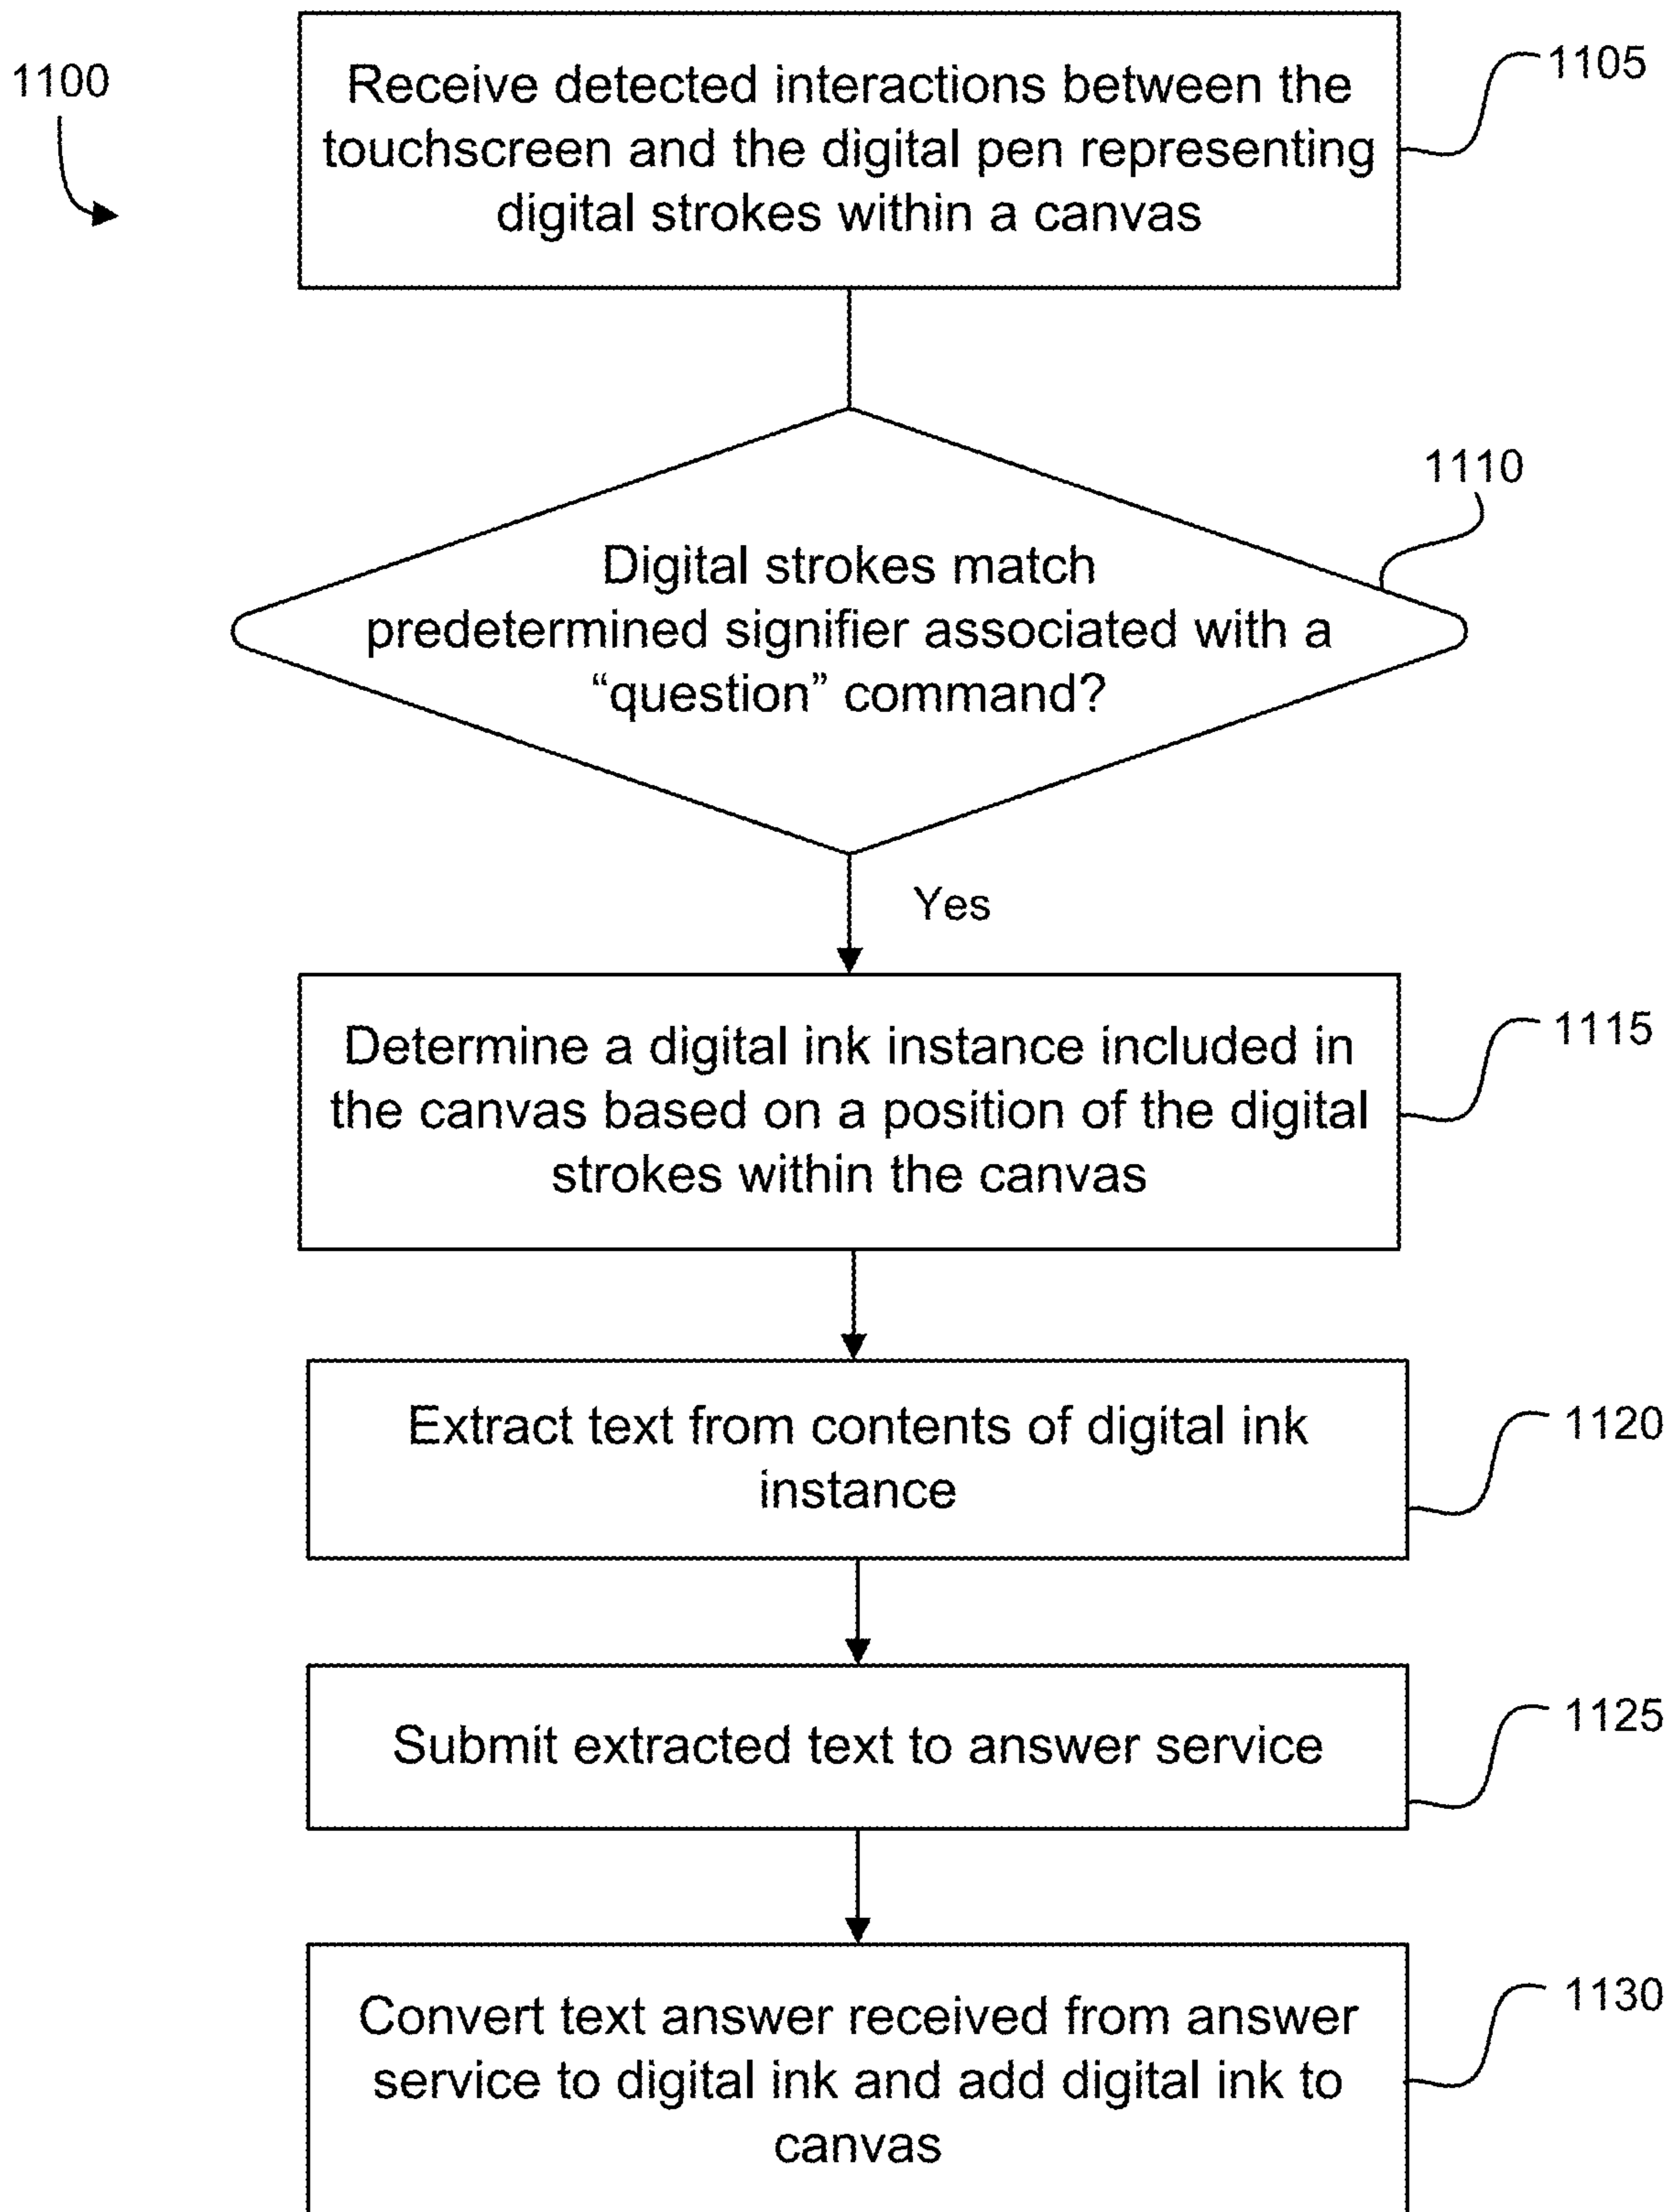 1100
1105
Receive detected interactions between the
touchscreen and the digital pen representing
digital strokes within a canvas
1110
Digital strokes match
predetermined signifier associated with a
“question” command?
Yes
1115
Determine a digital ink instance included in
the canvas based on a position of the digital
strokes within the canvas
1120
Extract text from contents of digital ink
instance
1125
Submit extracted text to answer service
1130
Convert text answer received from answer
service to digital ink and add digital ink to
canvas